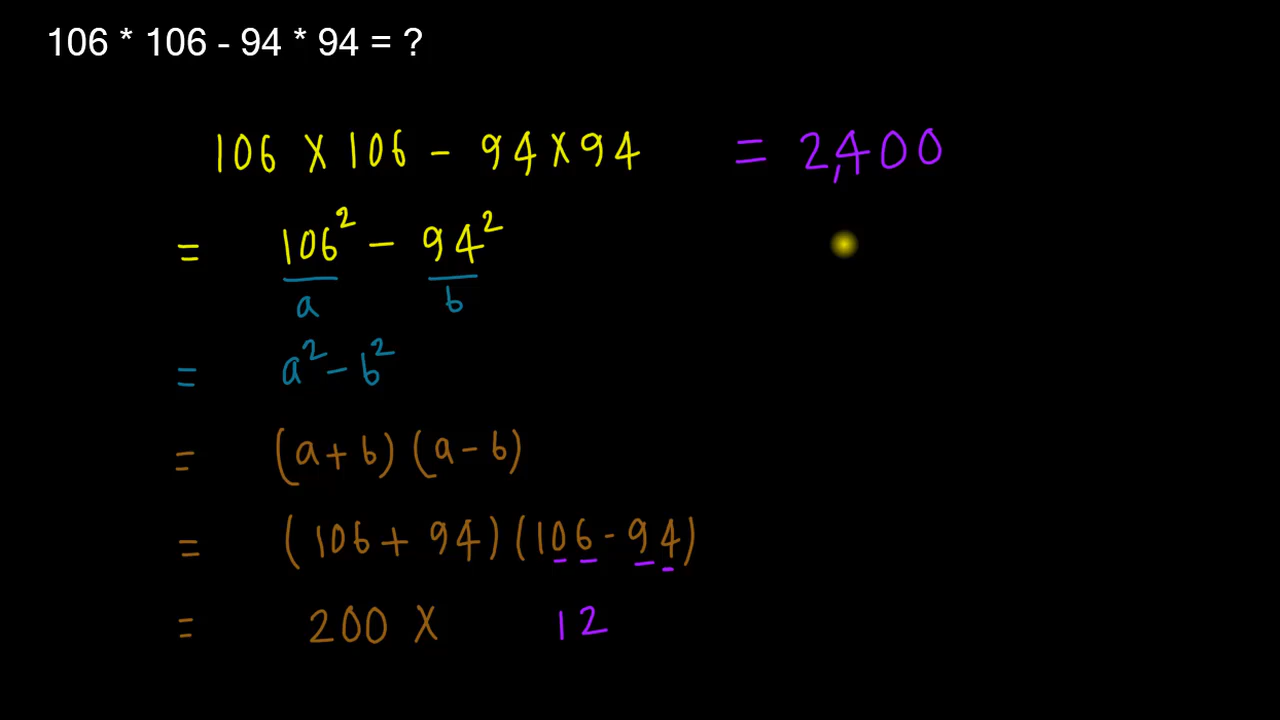 106 * 106 - 94 * 94 = ?
106 X 106 - 94 X 94 = 2,400
= 106² - 94²
a b
= a² - b²
= (a + b) (a - b)
= (106 + 94) (106 - 94)
= 200 X 12